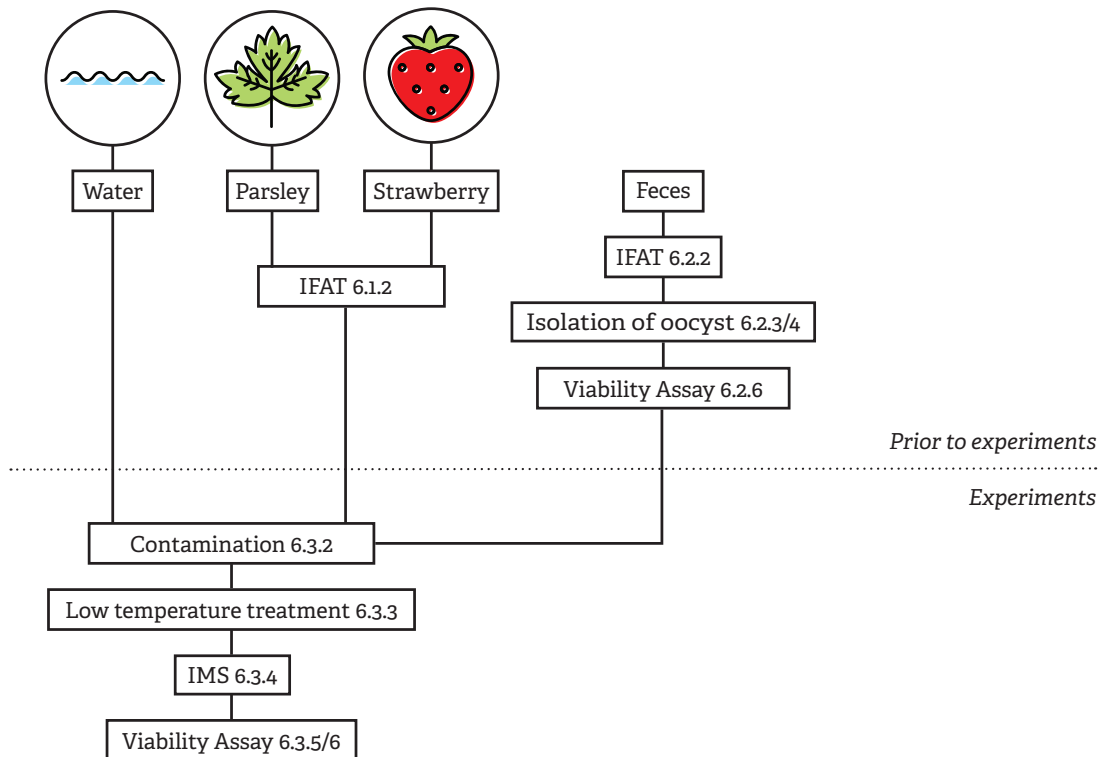 Water
Parsley
Strawberry
Feces
IFAT 6.2.2
IFAT 6.1.2
Isolation of oocyst 6.2.3/4
Viability Assay 6.2.6
Prior to experiments
Experiments
Contamination 6.3.2
Low temperature treatment 6.3.3
IMS 6.3.4
Viability Assay 6.3.5/6